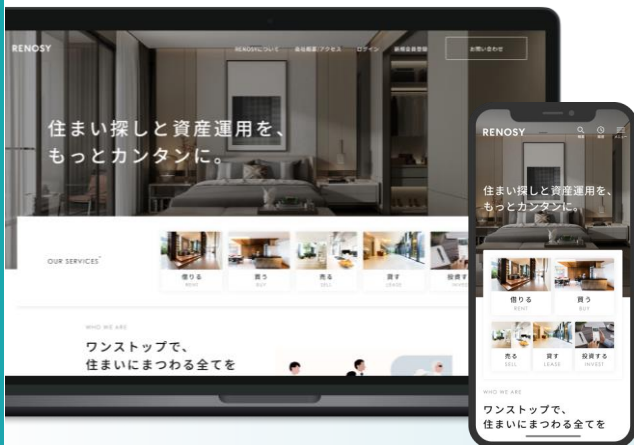 RENOSY
RENOSYについて 会社概要/アクセス ログイン 新規会員登録 お問い合わせ
住まい探しと資産運用を、
もっとカンタンに。
OUR SERVICES
借りる 買う 売る 貸す 投資す
RENT BUY SELL LEASE INVES
WHO WE ARE
ワンストップで、
住まいにまつわる全てを
RENOSY
メニュー
住まい探しと資産運用を、
もっとカンタンに。
借りる 買う
RENT BUY
売る 貸す 投資する
SELL LEASE INVEST
WHO WE ARE
ワンストップで、
住まいにまつわる全てを